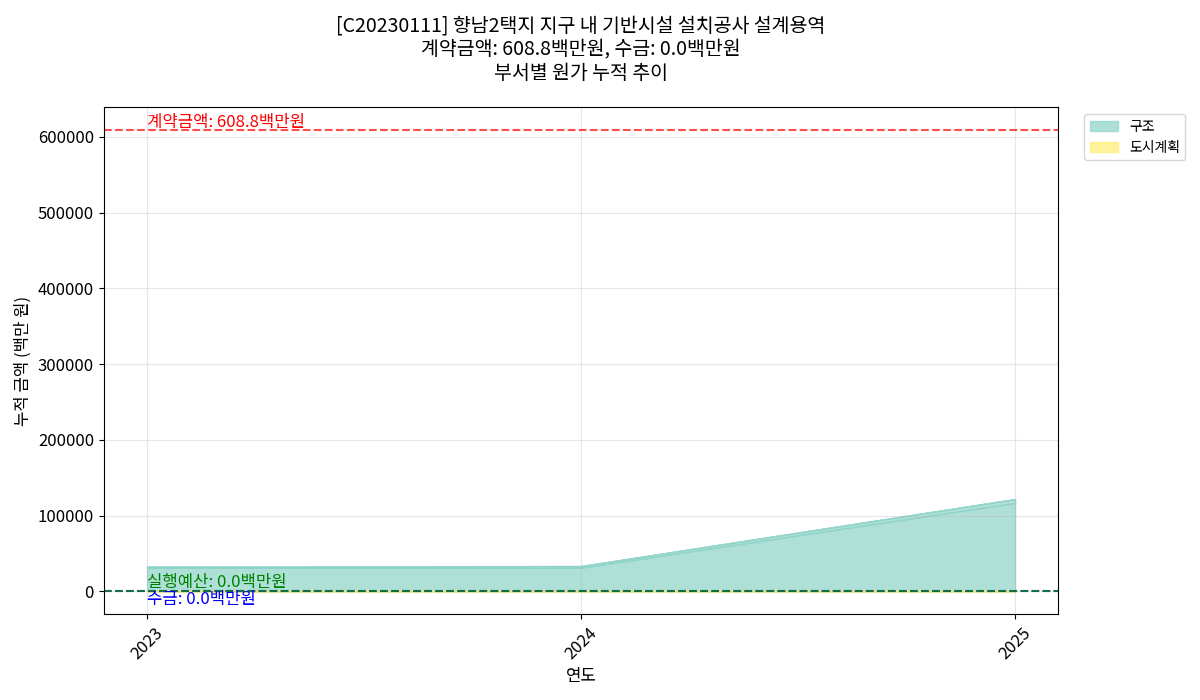 [C20230111] 향남2택지 지구 내 기반시설 설치공사 설계용역
계약금액: 608.8백만원, 수금: 0.0백만원
부서별 원가 누적 추이
계약금액: 608.8백만원
구조
도시계획
600000
500000
400000
300000
200000
100000
0
누적 금액 (백만 원)
실행예산: 0.0백만원
수금: 0.0백만원
2023
2024
2025
연도